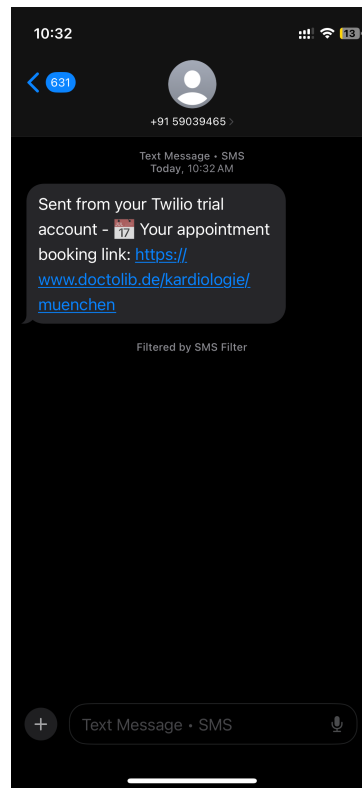 10:32
13
631
+91 59039465 >
Text Message • SMS
Today, 10:32 AM
Sent from your Twilio trial
account - 📅 Your appointment
booking link: https://
www.doctolib.de/kardiologie/
muenchen
Filtered by SMS Filter
+
Text Message • SMS